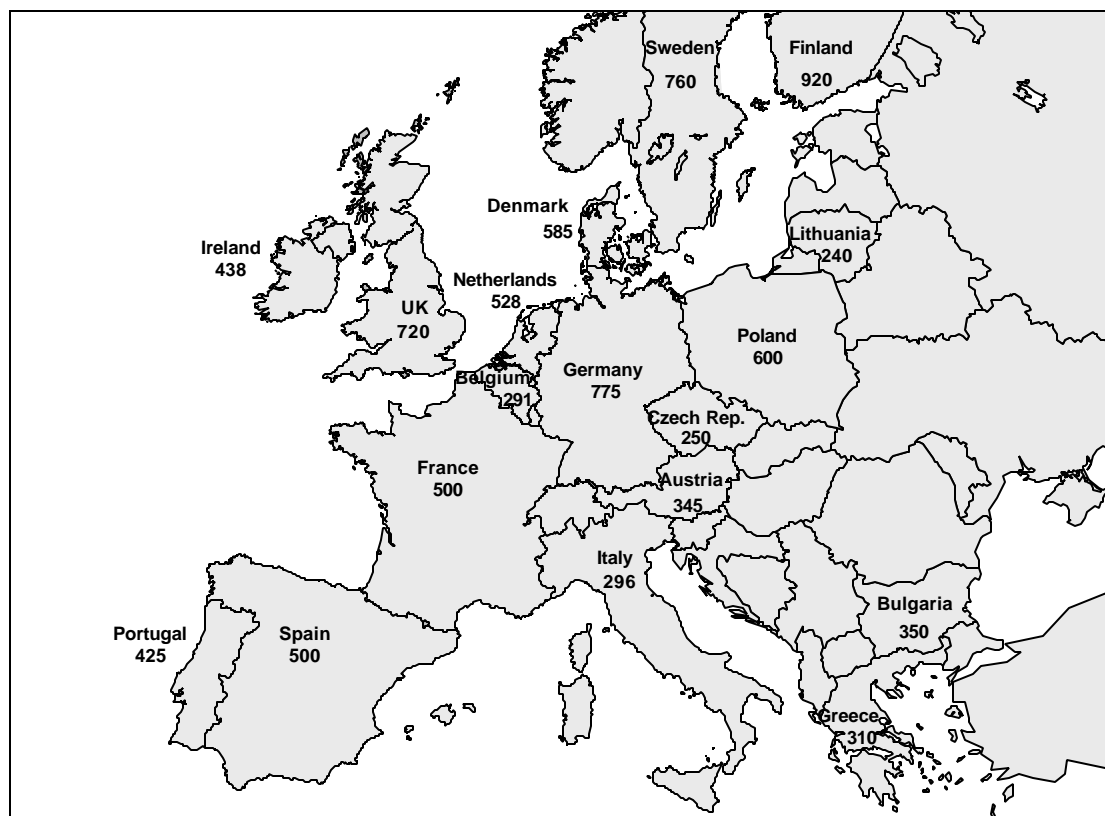 Sweden
760
Finland
920
Denmark
585
Lithuania
240
Ireland
438
Netherlands
528
UK
720
Poland
600
Belgium
291
Germany
775
Czech Rep.
250
France
500
Austria
345
Italy
296
Bulgaria
350
Portugal
425
Spain
500
Greece
310